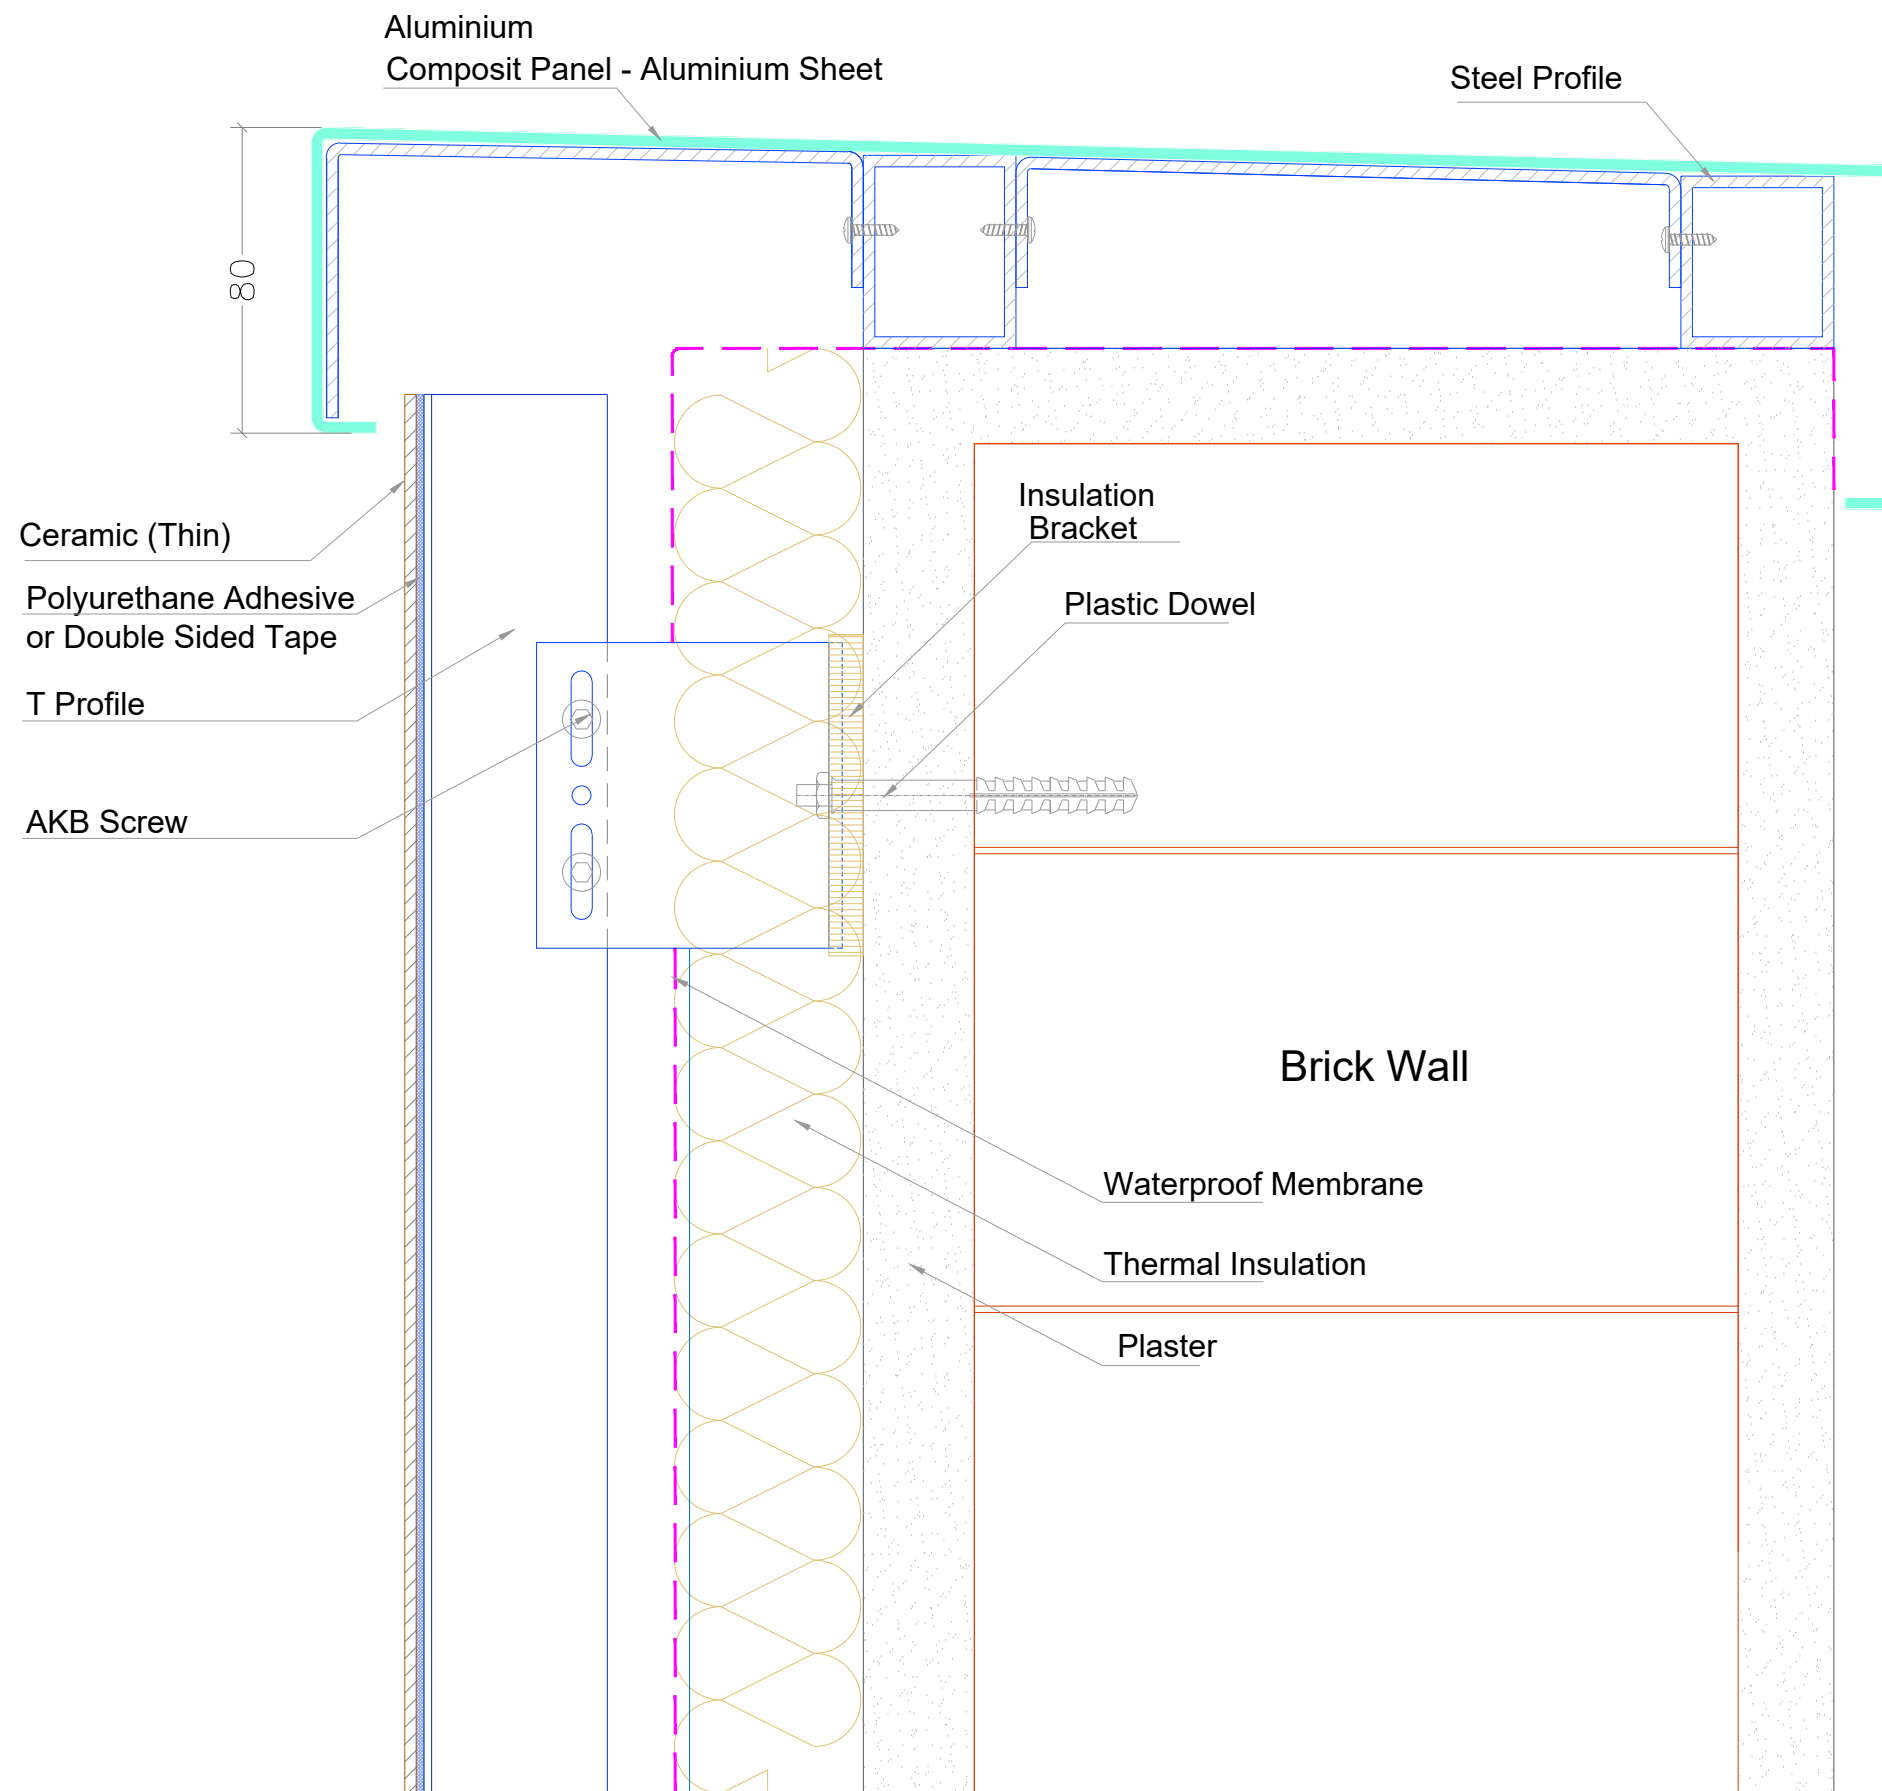 Aluminium
Composit Panel - Aluminium Sheet
Steel Profile
80
Insulation
Bracket
Ceramic (Thin)
Polyurethane Adhesive
or Double Sided Tape
Plastic Dowel
T Profile
AKB Screw
Brick Wall
Waterproof Membrane
Thermal Insulation
Plaster